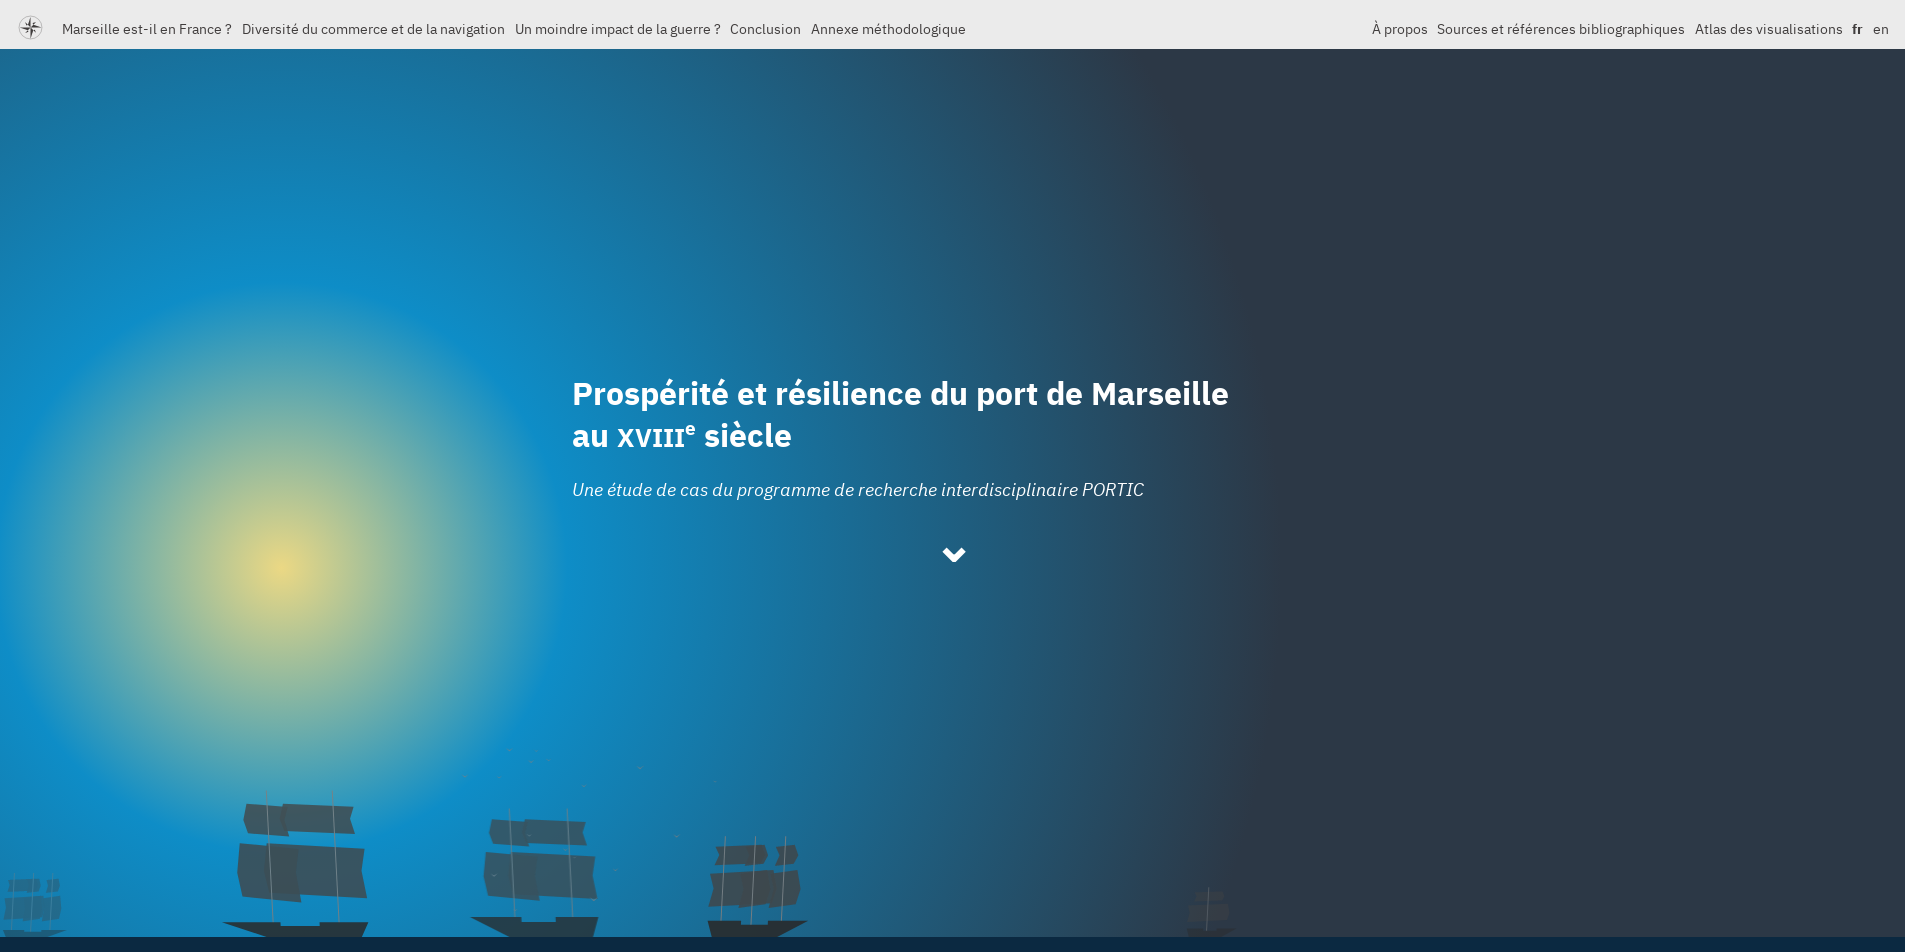 Marseille est-il en France ? Diversité du commerce et de la navigation Un moindre impact de la guerre ? Conclusion Annexe méthodologique À propos Sources et références bibliographiques Atlas des visualisations fr en
Prospérité et résilience du port de Marseille
au XVIIIe siècle
Une étude de cas du programme de recherche interdisciplinaire PORTIC